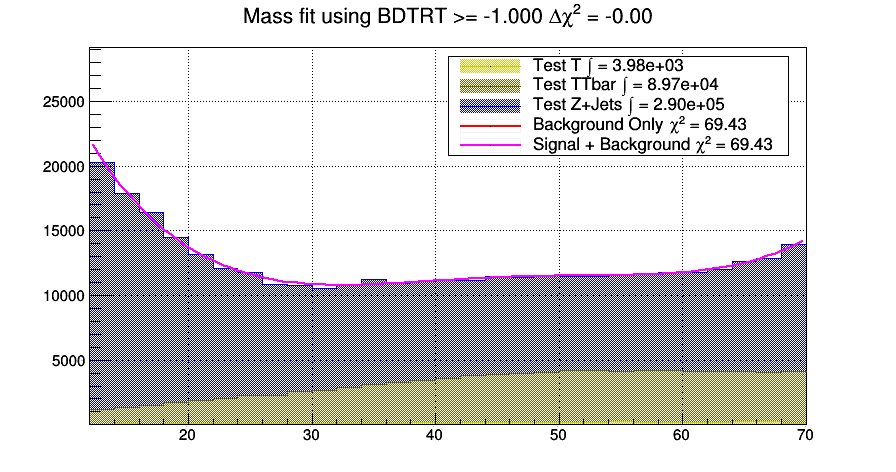 Mass fit using BDTRT >= -1.000 Δχ² = -0.00
Test T ∫ = 3.98e+03
Test TTbar ∫ = 8.97e+04
Test Z+Jets ∫ = 2.90e+05
Background Only χ² = 69.43
Signal + Background χ² = 69.43
25000
20000
15000
10000
5000
20 30 40 50 60 70